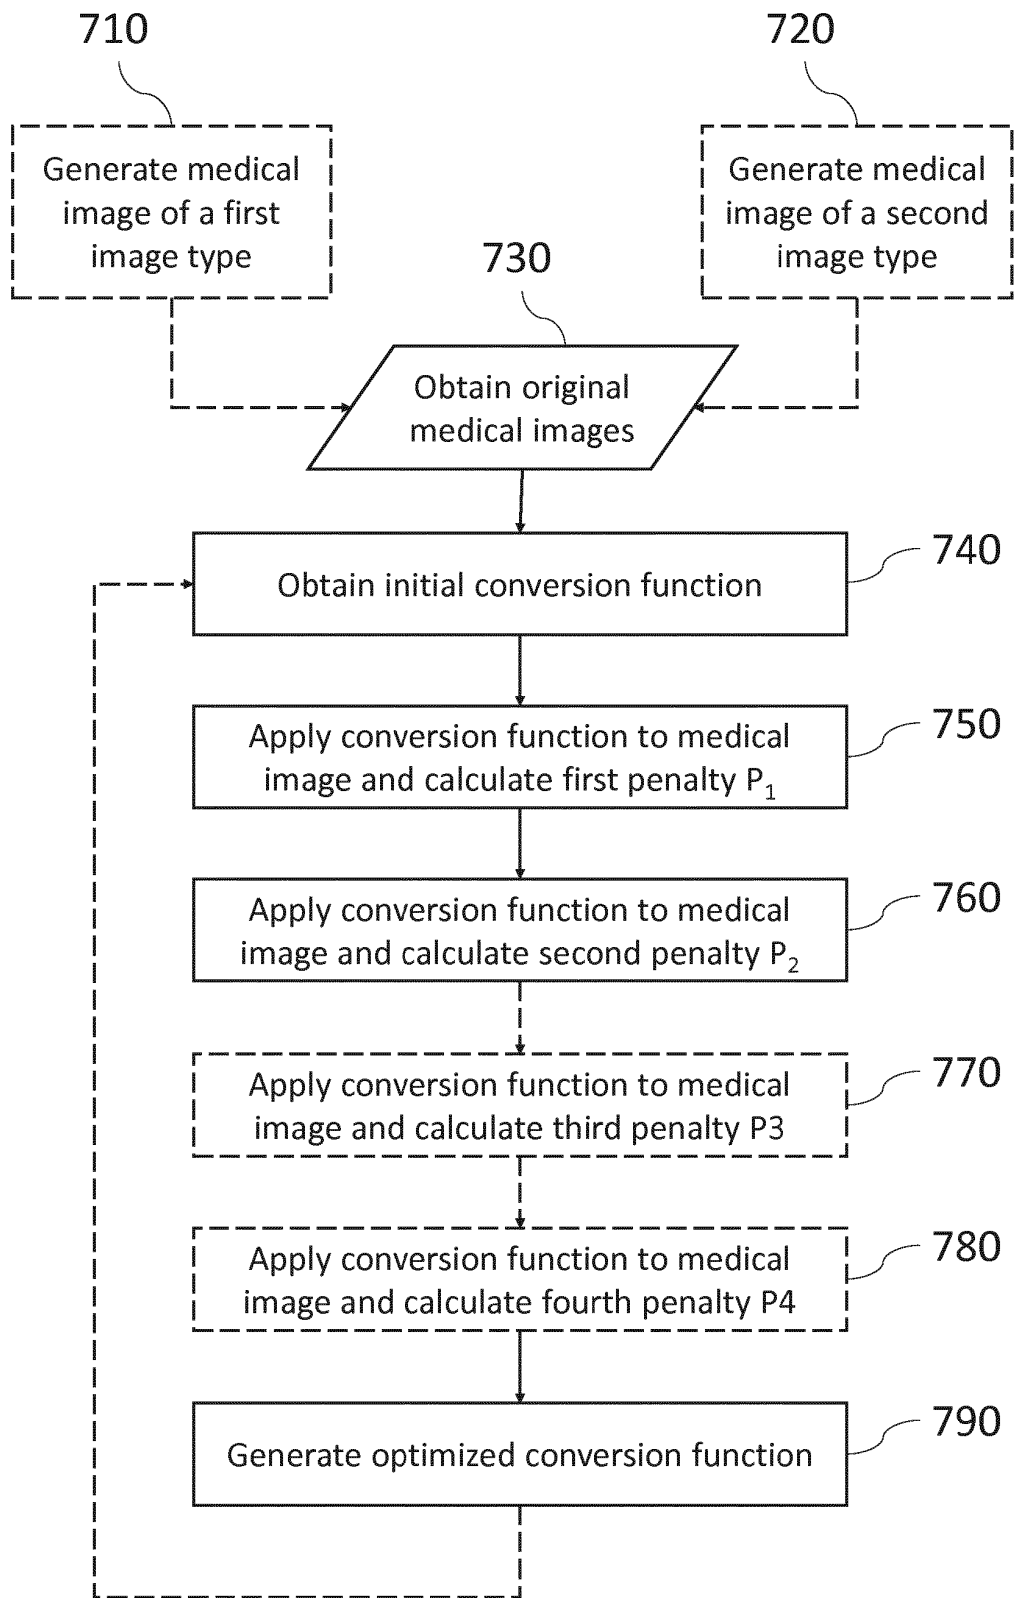 710
720
Generate medical
image of a first
image type
Generate medical
image of a second
image type
730
Obtain original
medical images
740
Obtain initial conversion function
750
Apply conversion function to medical
image and calculate first penalty P₁
760
Apply conversion function to medical
image and calculate second penalty P₂
770
Apply conversion function to medical
image and calculate third penalty P3
780
Apply conversion function to medical
image and calculate fourth penalty P4
790
Generate optimized conversion function